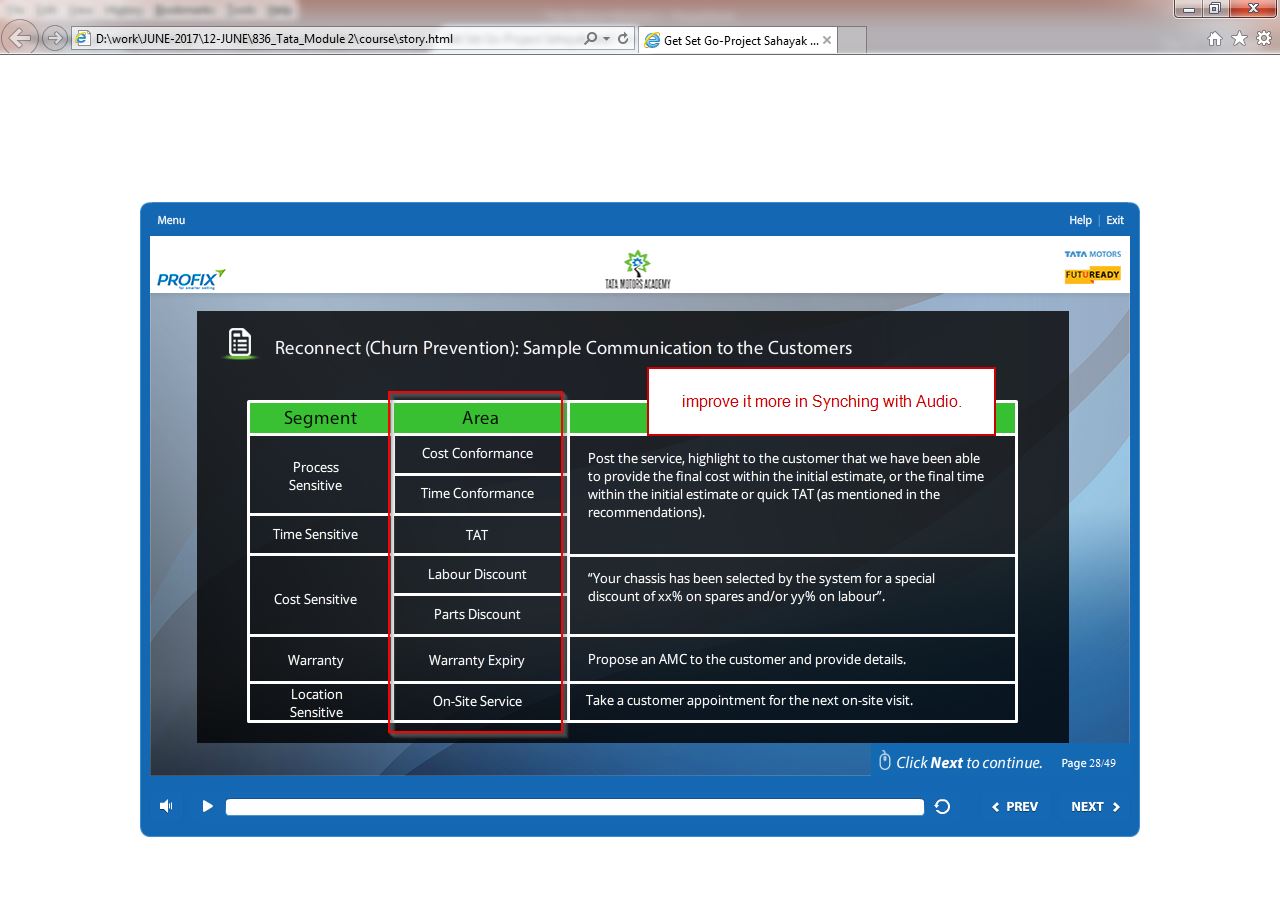 D:\work\JUNE-2017\12-JUNE\836_Tata_Module 2\course\story.html
Get Set Go-Project Sahayak ...
Menu
Help | Exit
PROFIX
TATA MOTORS ACADEMY
TATA MOTORS
FUTUREADY
Reconnect (Churn Prevention): Sample Communication to the Customers
improve it more in Synching with Audio.
Segment
Area
Process
Sensitive
Cost Conformance
Time Conformance
Post the service, highlight to the customer that we have been able
to provide the final cost within the initial estimate, or the final time
within the initial estimate or quick TAT (as mentioned in the
recommendations).
Time Sensitive
TAT
Cost Sensitive
Labour Discount
Parts Discount
“Your chassis has been selected by the system for a special
discount of xx% on spares and/or yy% on labour”.
Warranty
Warranty Expiry
Propose an AMC to the customer and provide details.
Location
Sensitive
On-Site Service
Take a customer appointment for the next on-site visit.
Click Next to continue.
Page 28/49
PREV
NEXT